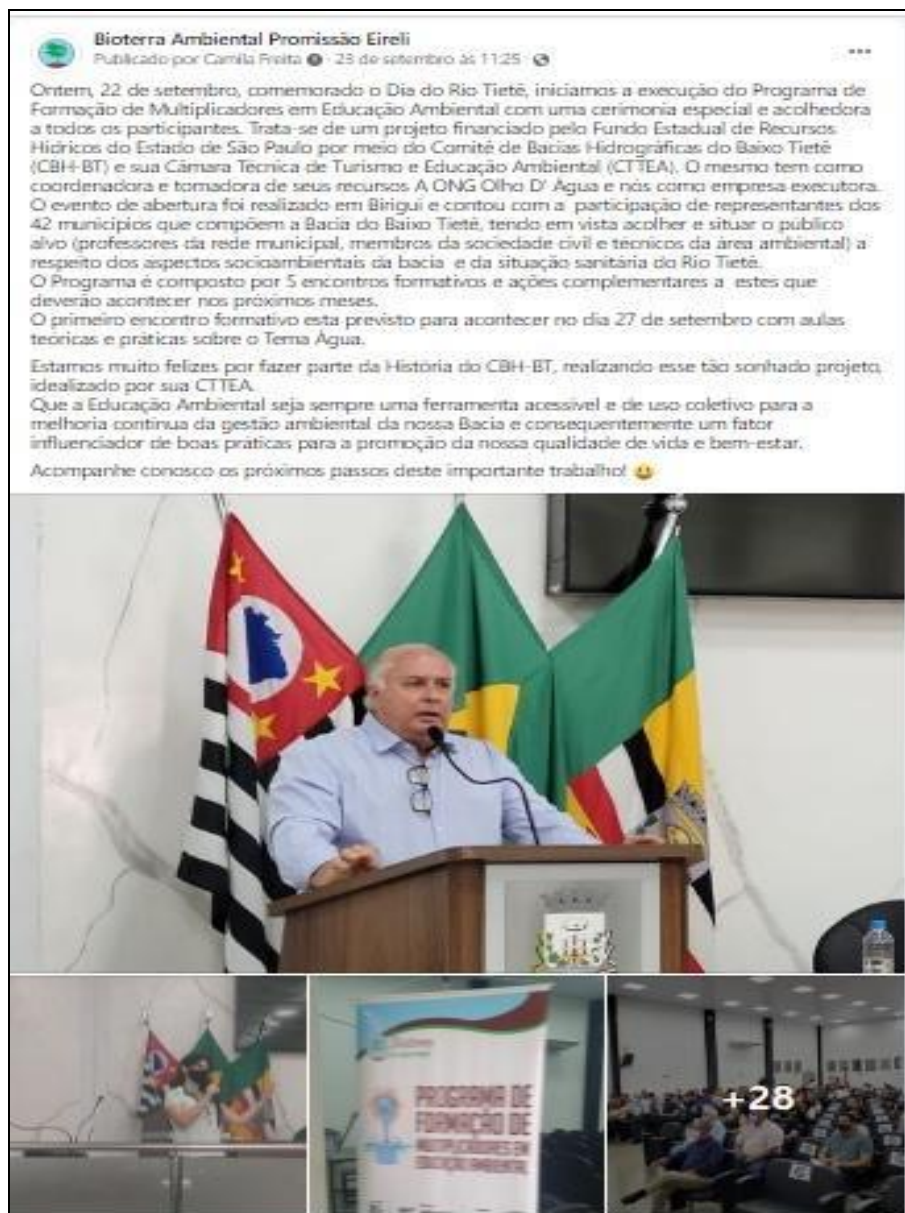 Bioterra Ambiental Promissão Eireli
Publicado por Camila Freita · 23 de setembro às 11:25 ·
Ontem, 22 de setembro, comemorado o Dia do Rio Tietê, iniciamos a execução do Programa de
Formação de Multiplicadores em Educação Ambiental com uma cerimonia especial e acolhedora
a todos os participantes. Trata-se de um projeto financiado pelo Fundo Estadual de Recursos
Hídricos do Estado de São Paulo por meio do Comitê de Bacias Hidrográficas do Baixo Tietê
(CBH-BT) e sua Câmara Técnica de Turismo e Educação Ambiental (CTTEA). O mesmo tem como
coordenadora e tomadora de seus recursos A ONG Olho D' Água e nós como empresa executora.
O evento de abertura foi realizado em Birigui e contou com a participação de representantes dos
42 municípios que compõem a Bacia do Baixo Tietê, tendo em vista acolher e situar o público
alvo (professores da rede municipal, membros da sociedade civil e técnicos da área ambiental) a
respeito dos aspectos socioambientais da bacia e da situação sanitária do Rio Tietê.
O Programa é composto por 5 encontros formativos e ações complementares a estes que
deverão acontecer nos próximos meses.
O primeiro encontro formativo esta previsto para acontecer no dia 27 de setembro com aulas
teóricas e práticas sobre o Tema Água.
Estamos muito felizes por fazer parte da História do CBH-BT, realizando esse tão sonhado projeto,
idealizado por sua CTTEA.
Que a Educação Ambiental seja sempre uma ferramenta acessível e de uso coletivo para a
melhoria continua da gestão ambiental da nossa Bacia e consequentemente um fator
influenciador de boas práticas para a promoção da nossa qualidade de vida e bem-estar.
Acompanhe conosco os próximos passos deste importante trabalho! 😃
PROGRAMA DE
FORMAÇÃO DE
MULTIPLICADORES EM
EDUCAÇÃO AMBIENTAL
+28